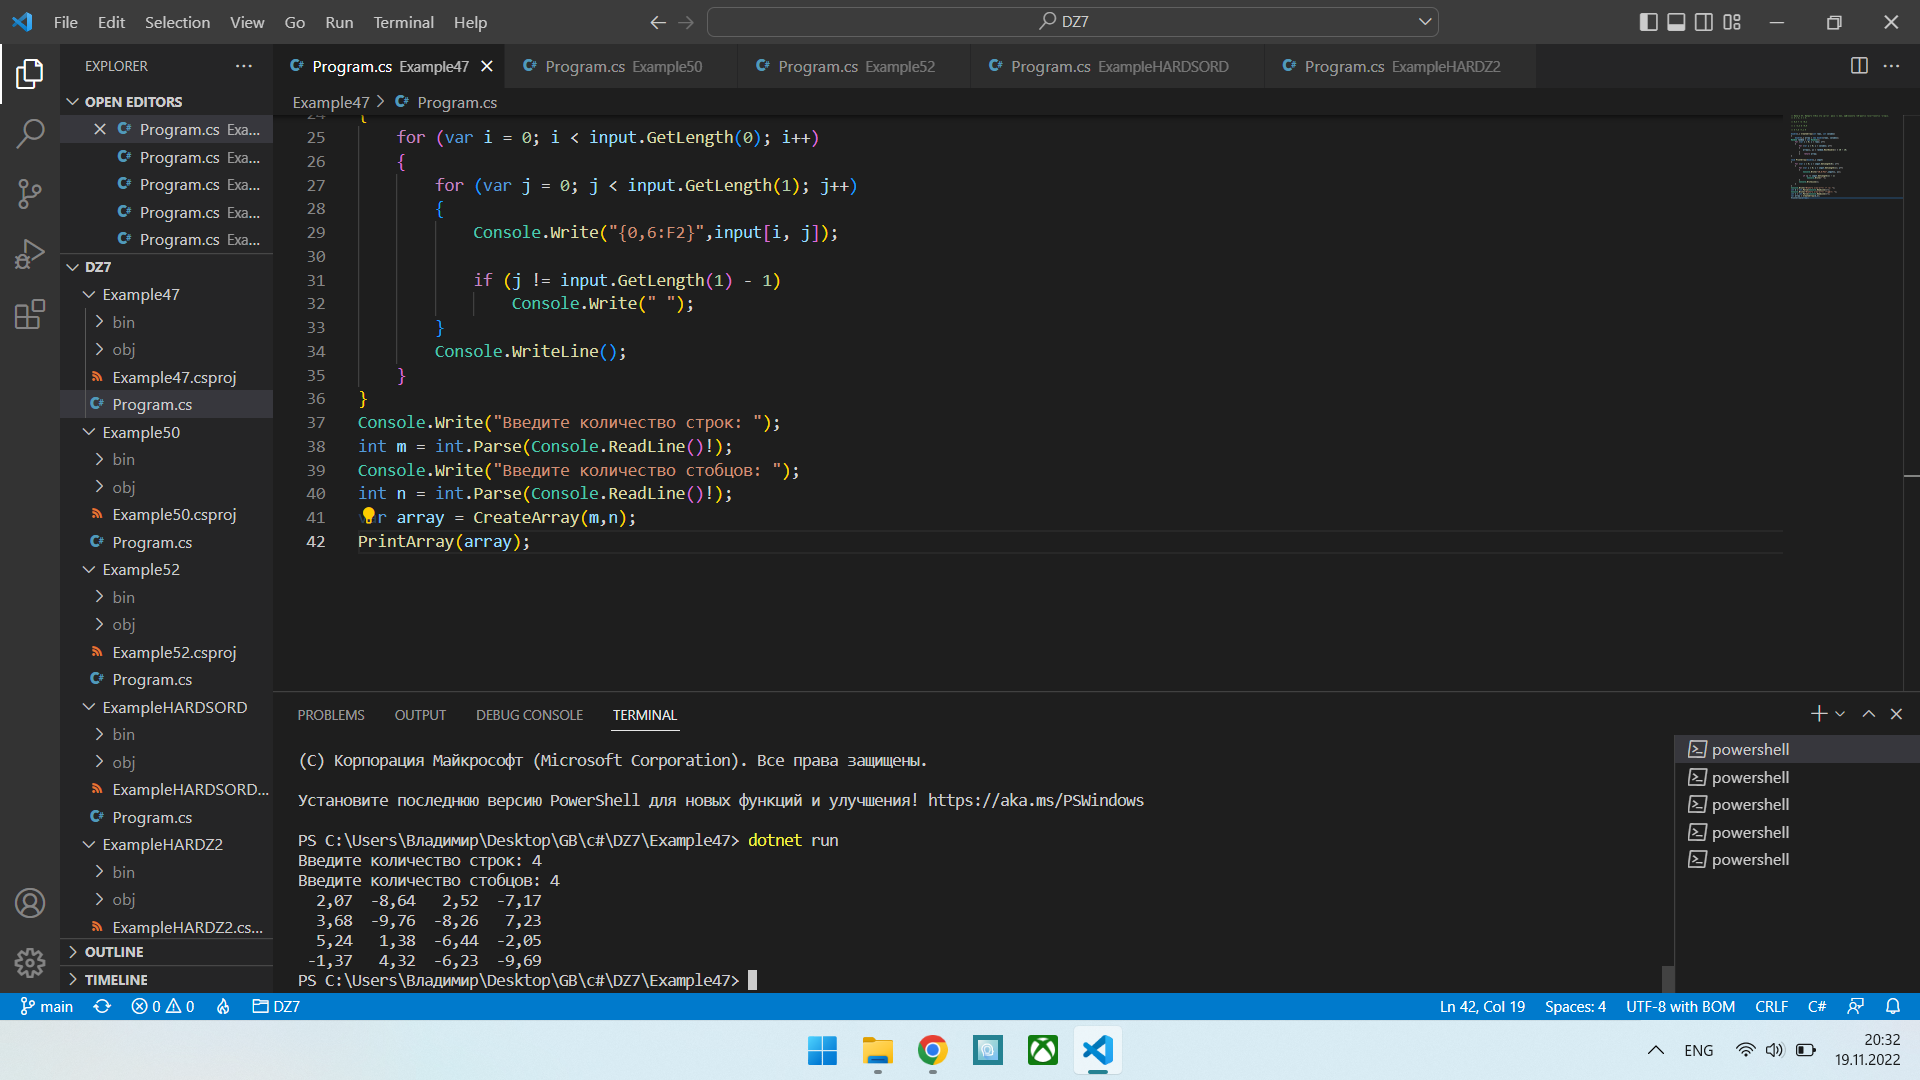 File Edit Selection View Go Run Terminal Help
DZ7
EXPLORER
OPEN EDITORS
Program.cs Exa...
Program.cs Exa...
Program.cs Exa...
Program.cs Exa...
Program.cs Exa...
DZ7
Example47
bin
obj
Example47.csproj
Program.cs
Example50
bin
obj
Example50.csproj
Program.cs
Example52
bin
obj
Example52.csproj
Program.cs
ExampleHARDSORD
bin
obj
ExampleHARDSORD...
Program.cs
ExampleHARDZ2
bin
obj
ExampleHARDZ2.cs...
OUTLINE
TIMELINE
Program.cs Example47
Program.cs Example50
Program.cs Example52
Program.cs ExampleHARDSORD
Program.cs ExampleHARDZ2
Example47 > Program.cs
24 {
25 for (var i = 0; i < input.GetLength(0); i++)
26 {
27 for (var j = 0; j < input.GetLength(1); j++)
28 {
29 Console.Write("{0,6:F2}",input[i, j]);
30
31 if (j != input.GetLength(1) - 1)
32 Console.Write(" ");
33 }
34 Console.WriteLine();
35 }
36 }
37 Console.Write("Введите количество строк: ");
38 int m = int.Parse(Console.ReadLine()!);
39 Console.Write("Введите количество стобцов: ");
40 int n = int.Parse(Console.ReadLine()!);
41 var array = CreateArray(m,n);
42 PrintArray(array);
PROBLEMS OUTPUT DEBUG CONSOLE TERMINAL
(C) Корпорация Майкрософт (Microsoft Corporation). Все права защищены.
Установите последнюю версию PowerShell для новых функций и улучшения! https://aka.ms/PSWindows
PS C:\Users\Владимир\Desktop\GB\c#\DZ7\Example47> dotnet run
Введите количество строк: 4
Введите количество стобцов: 4
2,07 -8,64 2,52 -7,17
3,68 -9,76 -8,26 7,23
5,24 1,38 -6,44 -2,05
-1,37 4,32 -6,23 -9,69
PS C:\Users\Владимир\Desktop\GB\c#\DZ7\Example47>
powershell
powershell
powershell
powershell
powershell
main 0 0 DZ7
Ln 42, Col 19 Spaces: 4 UTF-8 with BOM CRLF C#
ENG
20:32
19.11.2022